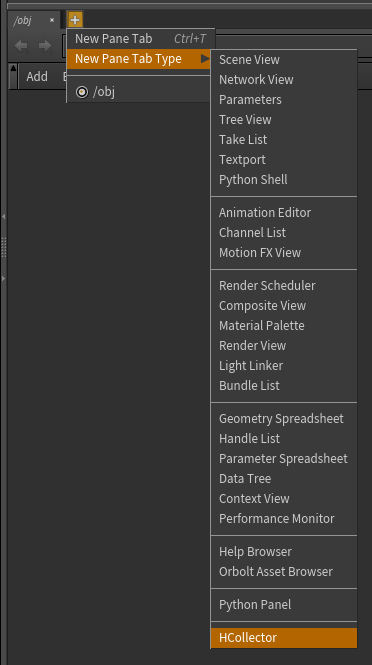 /obj
New Pane Tab Ctrl+T
New Pane Tab Type
/obj
Add
Scene View
Network View
Parameters
Tree View
Take List
Textport
Python Shell
Animation Editor
Channel List
Motion FX View
Render Scheduler
Composite View
Material Palette
Render View
Light Linker
Bundle List
Geometry Spreadsheet
Handle List
Parameter Spreadsheet
Data Tree
Context View
Performance Monitor
Help Browser
Orbolt Asset Browser
Python Panel
HCollector